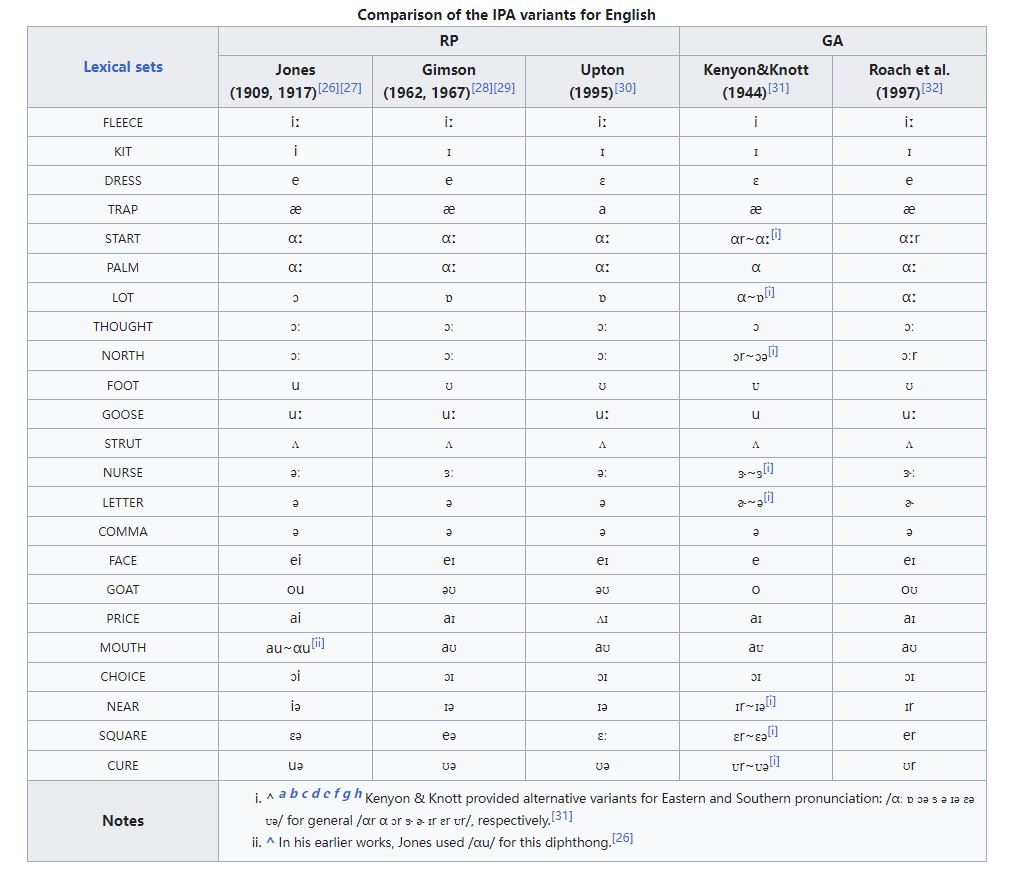 Comparison of the IPA variants for English
Lexical sets RP GA
Jones (1909, 1917)[26][27] Gimson (1962, 1967)[28][29] Upton (1995)[30] Kenyon&Knott (1944)[31] Roach et al. (1997)[32]
FLEECE iː iː iː i iː
KIT i ɪ ɪ ɪ ɪ
DRESS e e ɛ ɛ e
TRAP æ æ a æ æ
START ɑː ɑː ɑː ɑr~ɑː[i] ɑːr
PALM ɑː ɑː ɑː ɑ ɑː
LOT ɔ ɒ ɒ ɑ~ɒ[i] ɑː
THOUGHT ɔː ɔː ɔː ɔ ɔː
NORTH ɔː ɔː ɔː ɔr~ɔə[i] ɔːr
FOOT u ʊ ʊ ᴜ ʊ
GOOSE uː uː uː u uː
STRUT ʌ ʌ ʌ ʌ ʌ
NURSE əː ɜː əː ɝ~ɜ[i] ɝː
LETTER ə ə ə ɚ~ə[i] ɚ
COMMA ə ə ə ə ə
FACE ei eɪ eɪ e eɪ
GOAT ou əʊ əʊ o oʊ
PRICE ai aɪ ʌɪ aɪ aɪ
MOUTH au~ɑu[ii] aʊ aʊ aᴜ aʊ
CHOICE ɔi ɔɪ ɔɪ ɔɪ ɔɪ
NEAR iə ɪə ɪə ɪr~ɪə[i] ɪr
SQUARE ɛə eə ɛː ɛr~ɛə[i] er
CURE uə ʊə ʊə ᴜr~ᴜə[i] ʊr
Notes
i. ^ a b c d e f g h Kenyon & Knott provided alternative variants for Eastern and Southern pronunciation: /ɑː ɒ ɔə ɜ ə ɪə ɛə
ᴜə/ for general /ɑr ɑ ɔr ɝ ɚ ɪr ɛr ᴜr/, respectively.[31]
ii. ^ In his earlier works, Jones used /ɑu/ for this diphthong.[26]